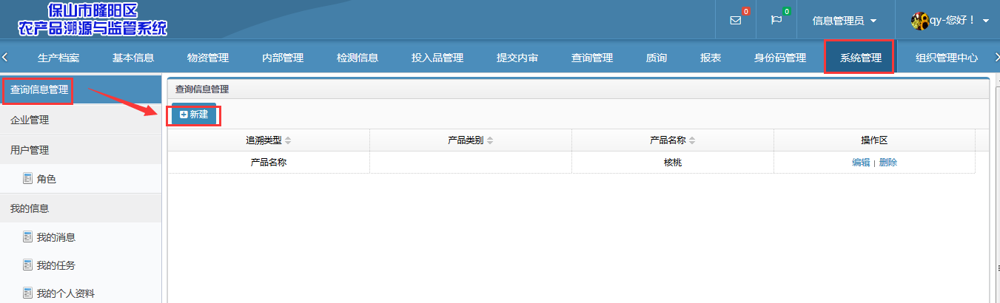 保山市隆阳区
农产品溯源与监管系统
0
0
信息管理员
qy-您好！
生产档案 基本信息 物资管理 内部管理 检测信息 投入品管理 提交内审 查询管理 质询 报表 身份码管理 系统管理 组织管理中心
查询信息管理
企业管理
用户管理
角色
我的信息
我的消息
我的任务
我的个人资料
查询信息管理
新建
追溯类型 产品类别 产品名称 操作区
产品名称 核桃 编辑 | 删除